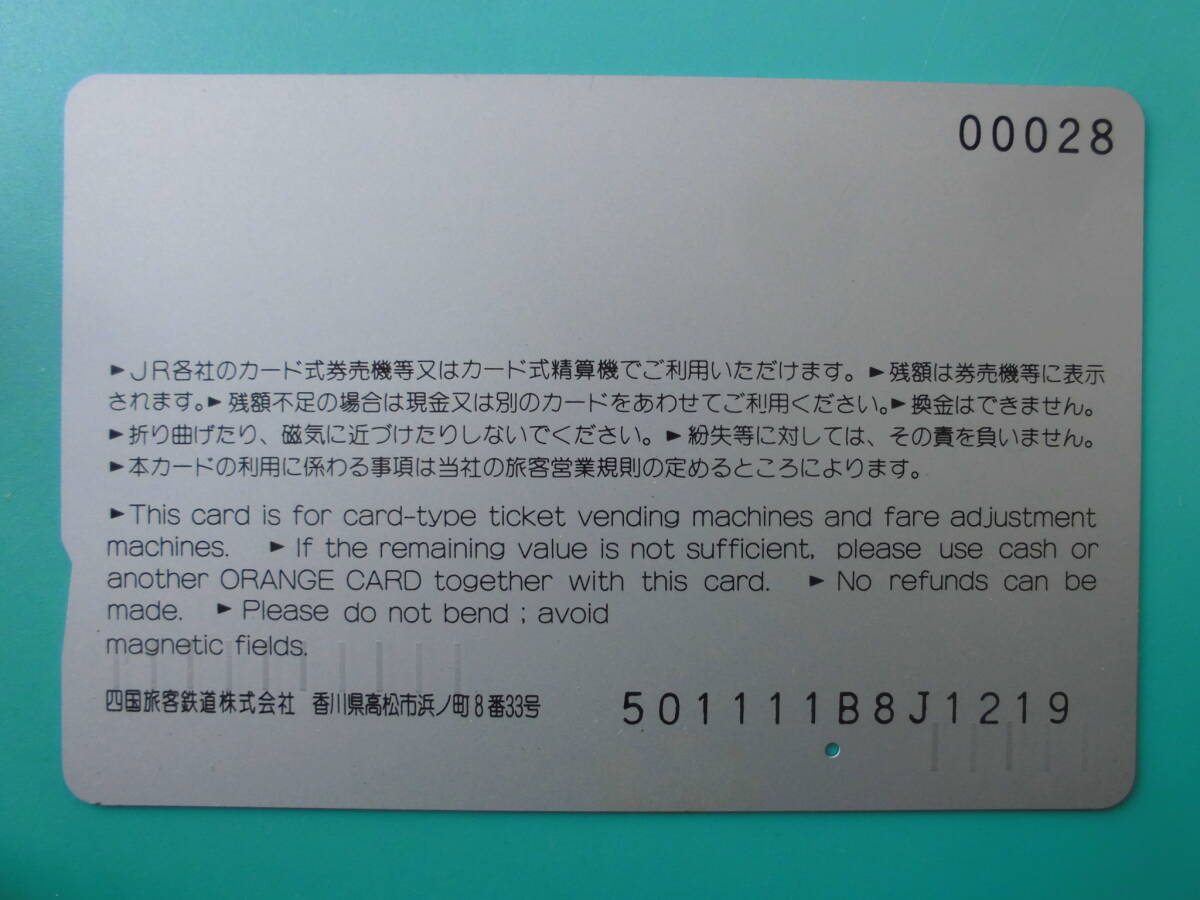 00028
►JR各社のカード式券売機等又はカード式精算機でご利用いただけます。►残額は券売機等に表示
されます。►残額不足の場合は現金又は別のカードをあわせてご利用ください。►換金はできません。
►折り曲げたり、磁気に近づけたりしないでください。►紛失等に対しては、その責を負いません。
►本カードの利用に係わる事項は当社の旅客営業規則の定めるところによります。
►This card is for card-type ticket vending machines and fare adjustment
machines. ►If the remaining value is not sufficient, please use cash or
another ORANGE CARD together with this card. ►No refunds can be
made. ►Please do not bend ; avoid
magnetic fields.
四国旅客鉄道株式会社 香川県高松市浜ノ町8番33号 501111B8J1219